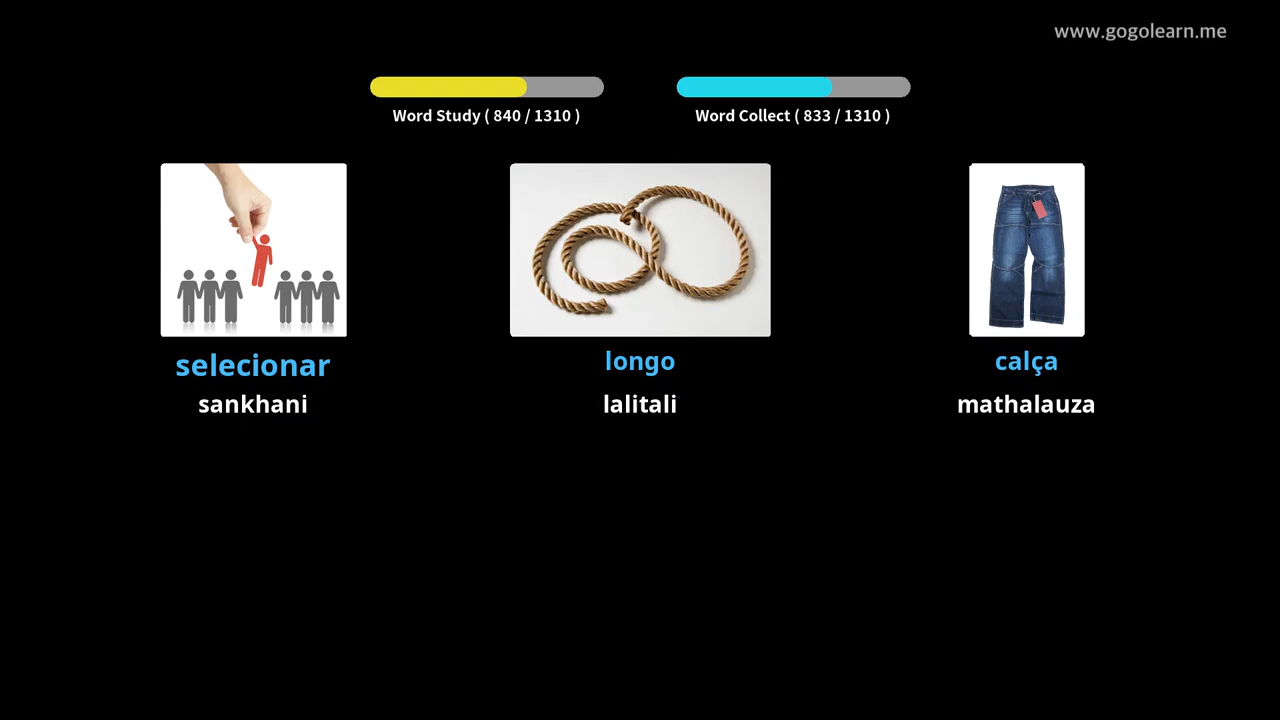 www.gogolearn.me
Word Study ( 840 / 1310 )
Word Collect ( 833 / 1310 )
selecionar
longo
calça
sankhani
lalitali
mathalauza